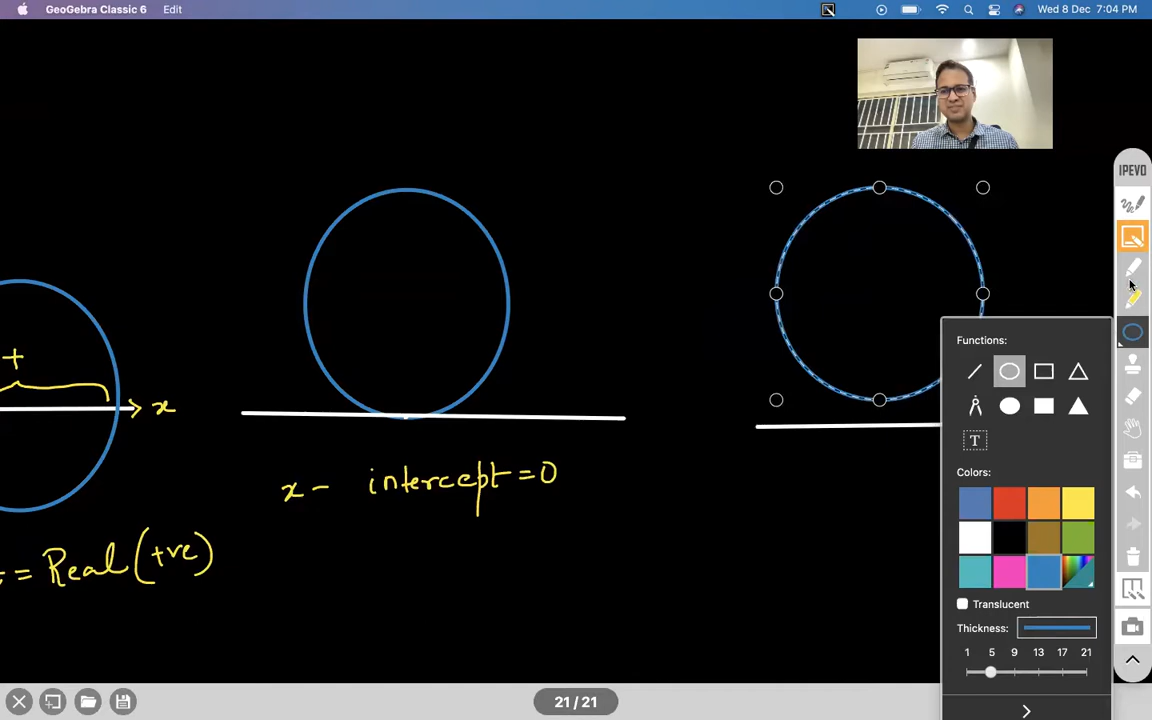 GeoGebra Classic 6 Edit Wed 8 Dec 7:04 PM
IPEVO
+
x
x - intercept = 0
= Real (+ve)
Functions:
T
Colors:
Translucent
Thickness:
1 5 9 13 17 21
21 / 21